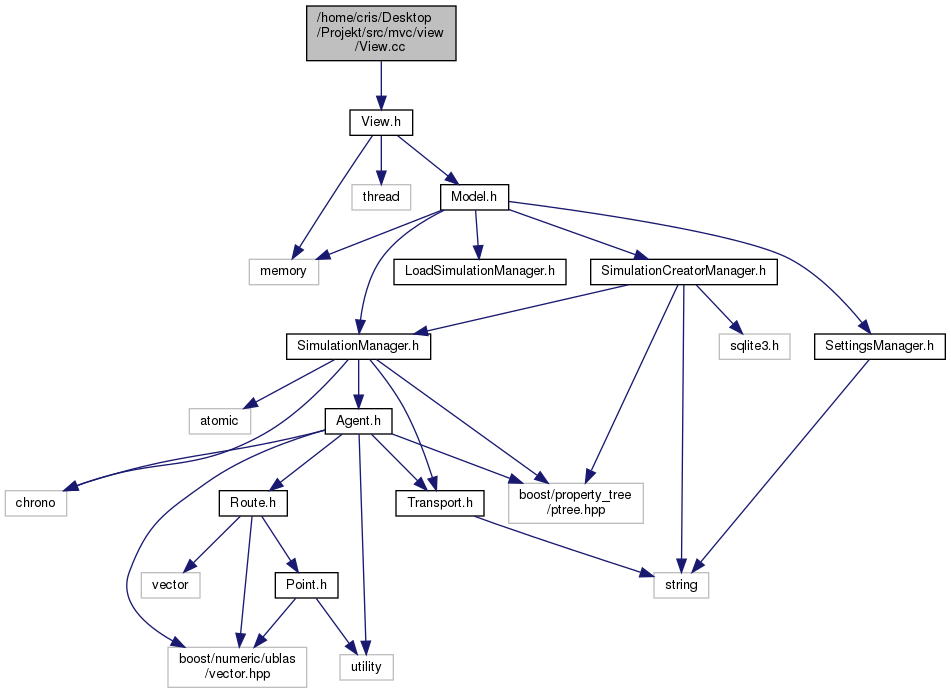 /home/cris/Desktop
/Projekt/src/mvc/view
/View.cc
View.h
thread
Model.h
memory
LoadSimulationManager.h
SimulationCreatorManager.h
SimulationManager.h
sqlite3.h
SettingsManager.h
atomic
Agent.h
chrono
Route.h
Transport.h
boost/property_tree
/ptree.hpp
vector
Point.h
string
boost/numeric/ublas
/vector.hpp
utility